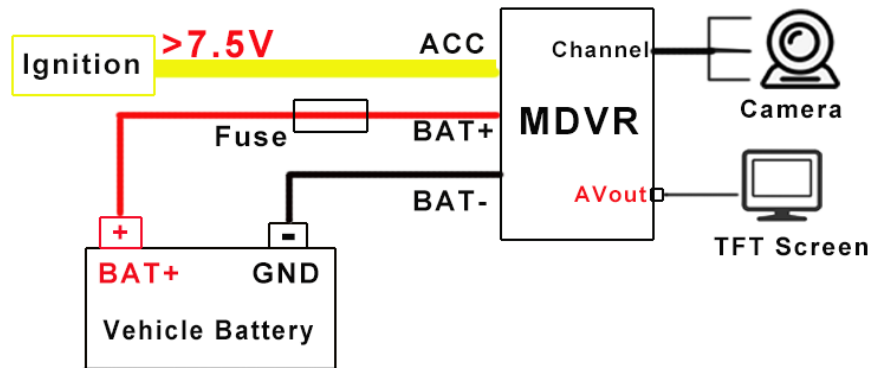 Ignition
>7.5V
ACC
Channel
Camera
Fuse
BAT+
MDVR
BAT-
AVout
TFT Screen
+
-
BAT+
GND
Vehicle Battery